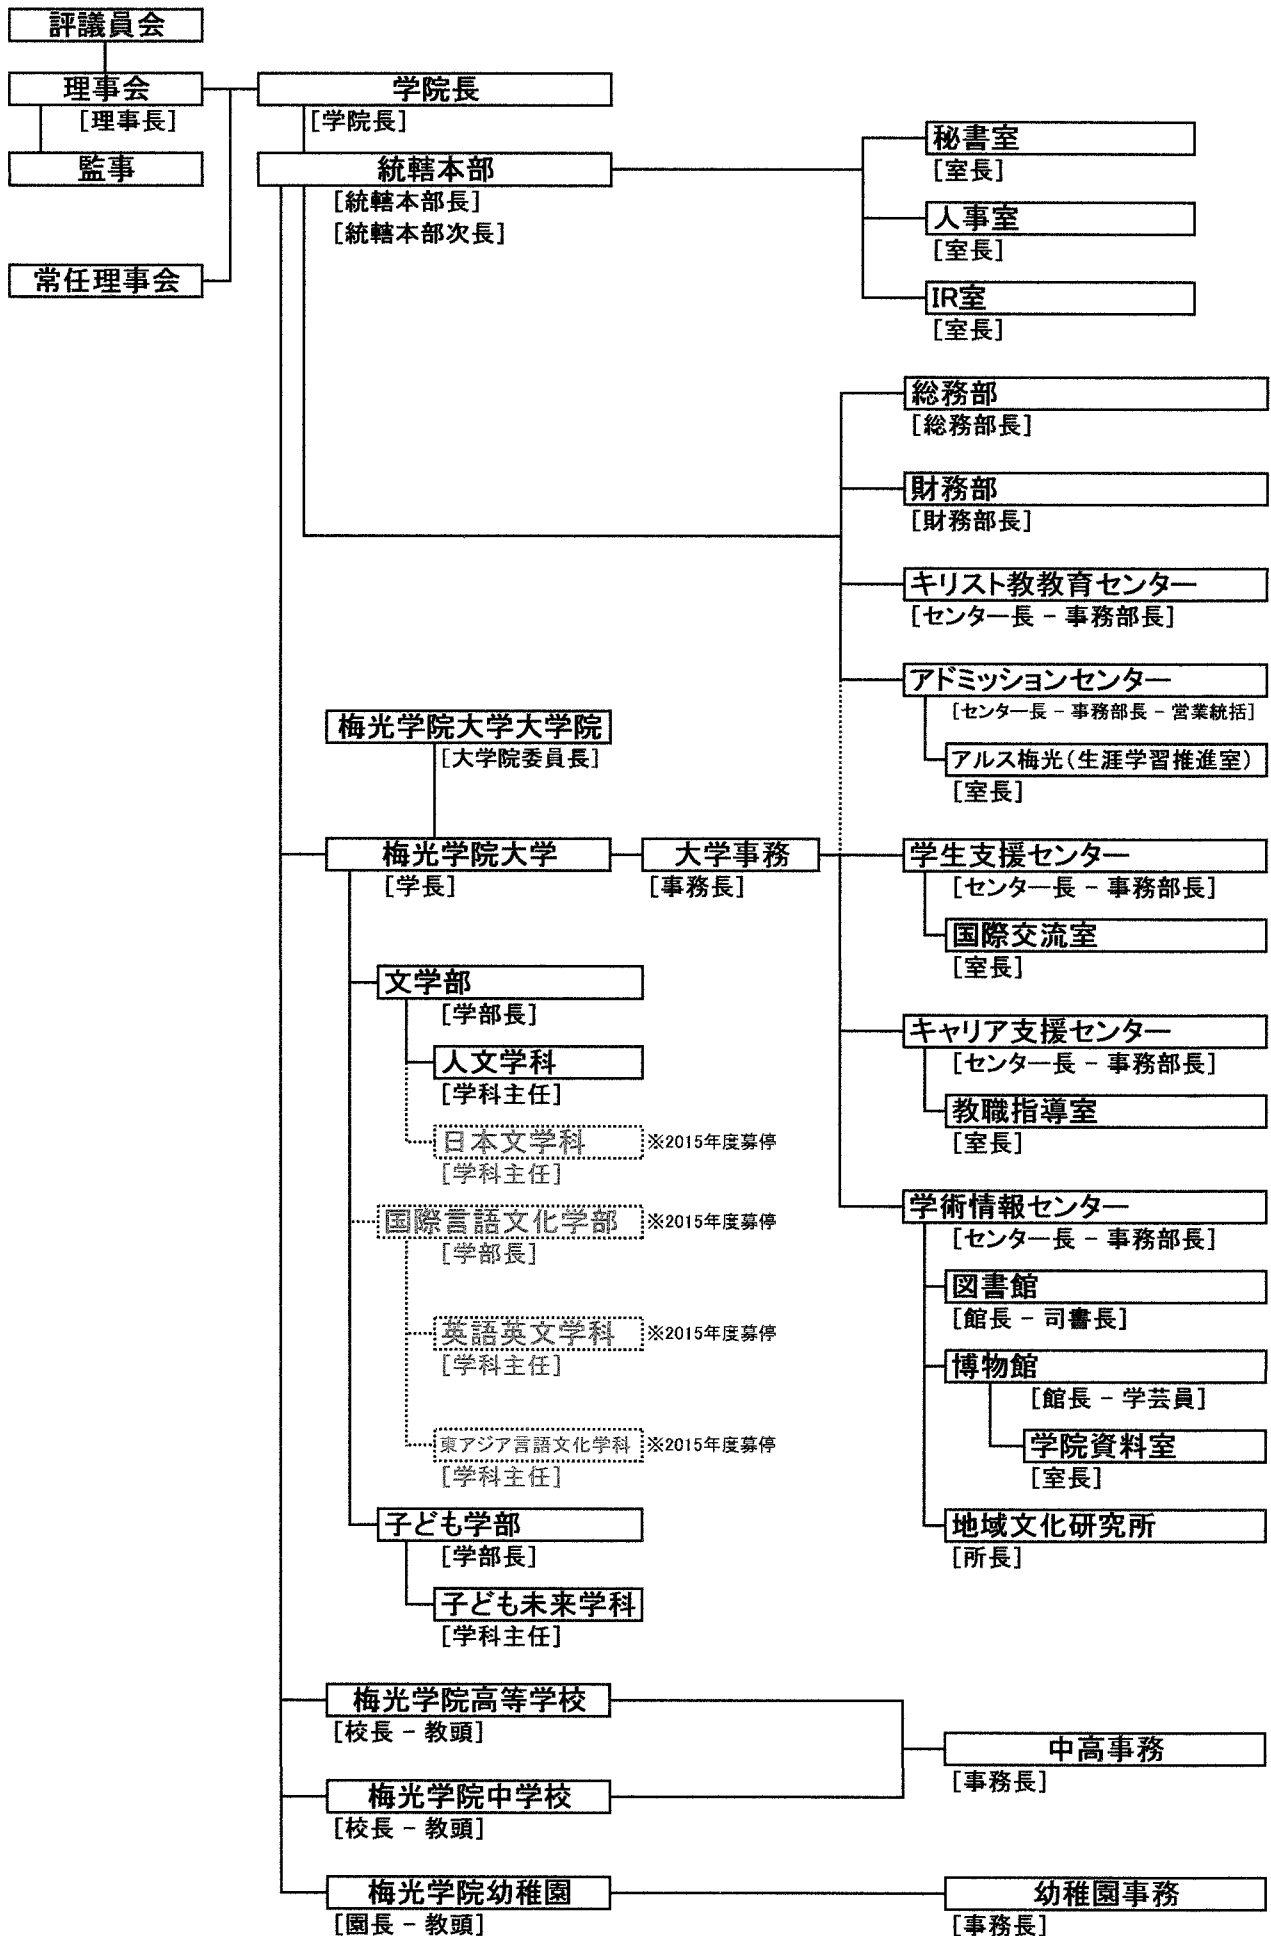 評議員会
理事会
[理事長]
監事
常任理事会
学院長
[学院長]
統轄本部
[統轄本部長]
[統轄本部次長]
秘書室
[室長]
人事室
[室長]
IR室
[室長]
総務部
[総務部長]
財務部
[財務部長]
キリスト教教育センター
[センター長 − 事務部長]
アドミッションセンター
[センター長 − 事務部長 − 営業統括]
アルス梅光(生涯学習推進室)
[室長]
梅光学院大学大学院
[大学院委員長]
梅光学院大学
[学長]
大学事務
[事務長]
学生支援センター
[センター長 − 事務部長]
国際交流室
[室長]
キャリア支援センター
[センター長 − 事務部長]
教職指導室
[室長]
学術情報センター
[センター長 − 事務部長]
図書館
[館長 − 司書長]
博物館
[館長 − 学芸員]
学院資料室
[室長]
地域文化研究所
[所長]
文学部
[学部長]
人文学科
[学科主任]
日本文学科 ※2015年度募停
[学科主任]
国際言語文化学部 ※2015年度募停
[学部長]
英語英文学科 ※2015年度募停
[学科主任]
東アジア言語文化学科 ※2015年度募停
[学科主任]
子ども学部
[学部長]
子ども未来学科
[学科主任]
梅光学院高等学校
[校長 − 教頭]
梅光学院中学校
[校長 − 教頭]
中高事務
[事務長]
梅光学院幼稚園
[園長 − 教頭]
幼稚園事務
[事務長]